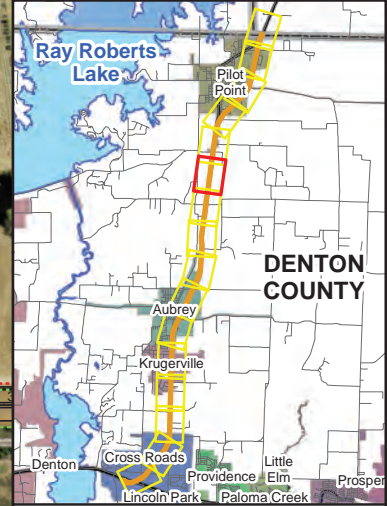 Ray Roberts
Lake
Pilot
Point
DENTON
COUNTY
Aubrey
Krugerville
Denton
Cross Roads
Little
Elm
Providence
Prosper
Lincoln Park
Paloma Creek